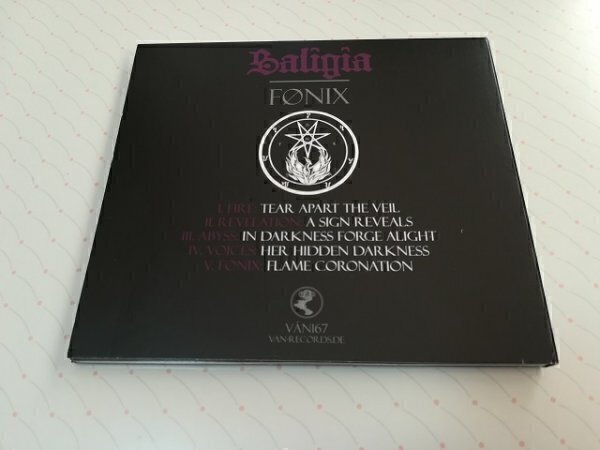 Saligia
FØNIX
I. FIRE: TEAR APART THE VEIL
II. REVELATION: A SIGN REVEALS
III. ABYSS: IN DARKNESS FORGE ALIGHT
IV. VOICES: HER HIDDEN DARKNESS
V. FØNIX: FLAME CORONATION
VÁN167
VAN-RECORDS.DE